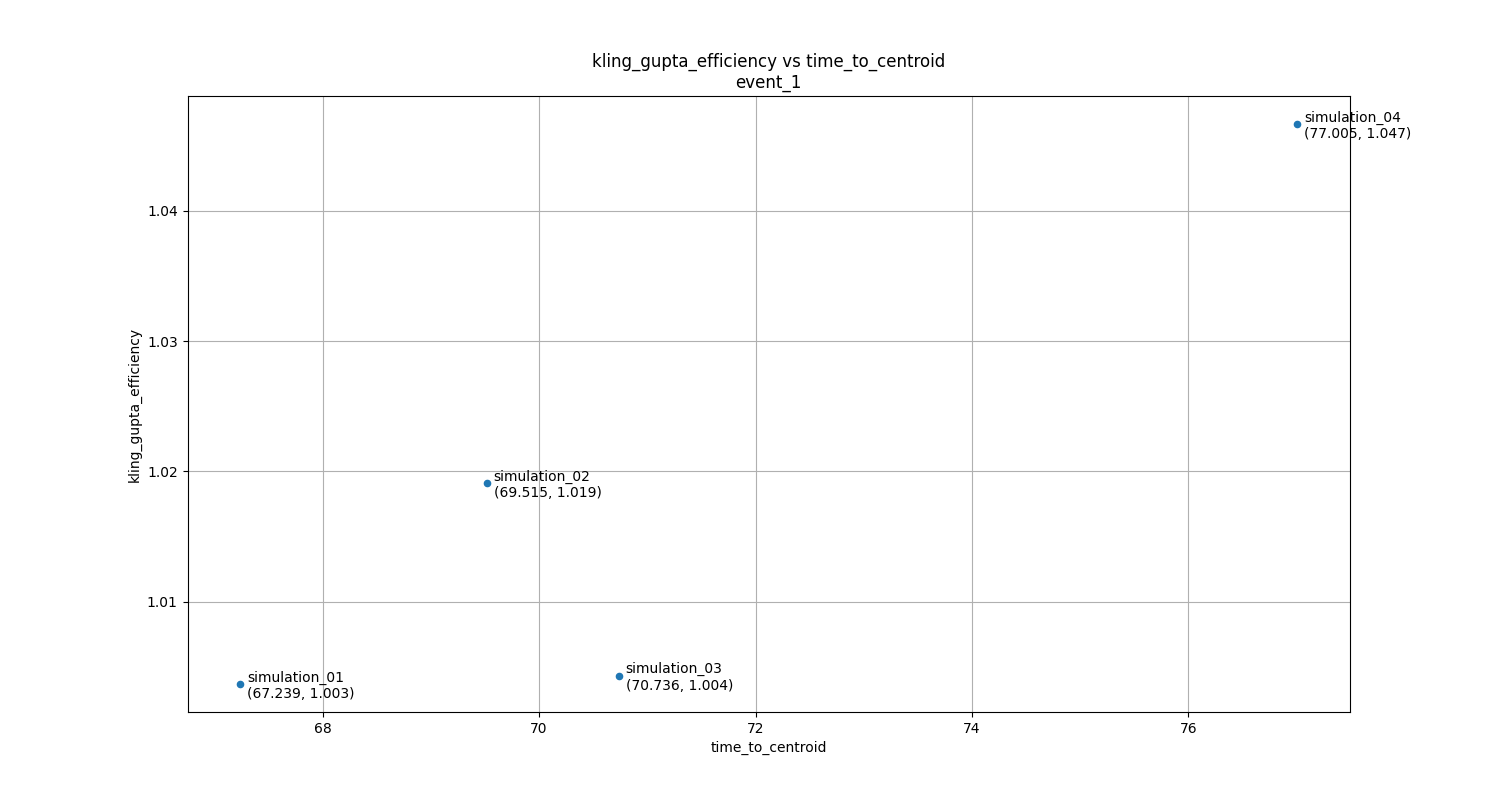 kling_gupta_efficiency vs time_to_centroid
event_1
simulation_04
(77.005, 1.047)
1.04
1.03
kling_gupta_efficiency
1.02
simulation_02
(69.515, 1.019)
1.01
simulation_03
(70.736, 1.004)
simulation_01
(67.239, 1.003)
68
70
72
74
76
time_to_centroid